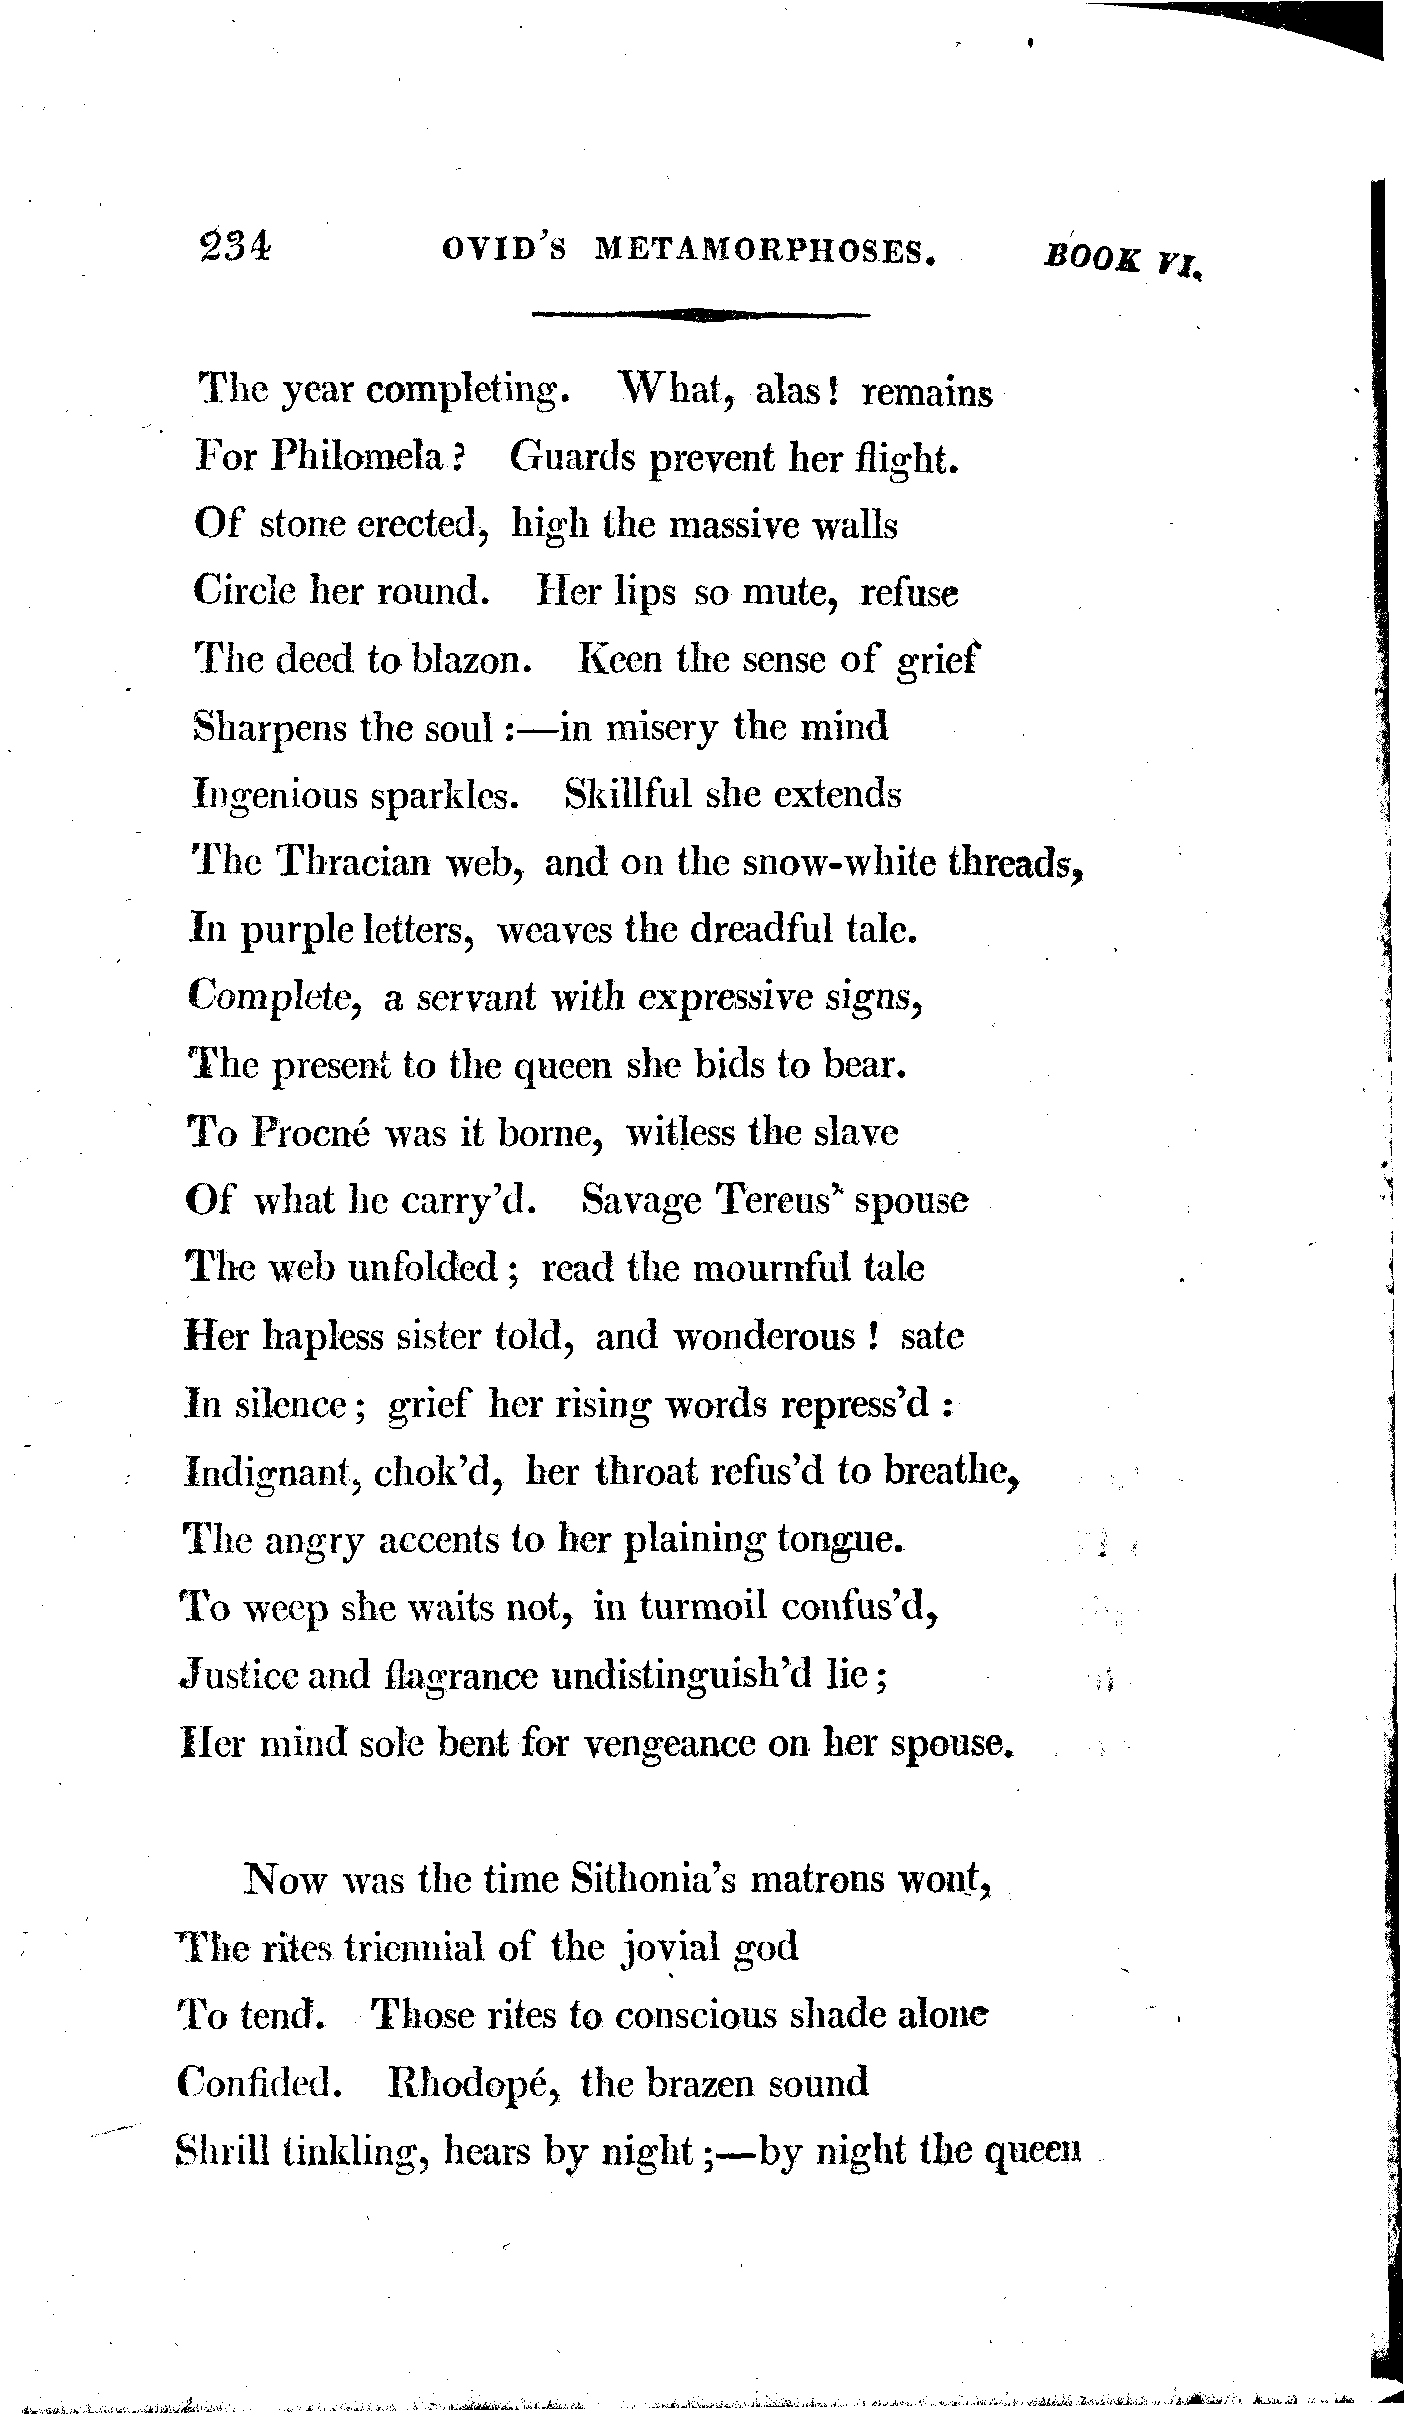 234 OVID'S METAMORPHOSES. BOOK VI.
The year completing. What, alas! remains
For Philomela? Guards prevent her flight.
Of stone erected, high the massive walls
Circle her round. Her lips so mute, refuse
The deed to blazon. Keen the sense of grief
Sharpens the soul:—in misery the mind
Ingenious sparkles. Skillful she extends
The Thracian web, and on the snow-white threads,
In purple letters, weaves the dreadful tale.
Complete, a servant with expressive signs,
The present to the queen she bids to bear.
To Procné was it borne, witless the slave
Of what he carry'd. Savage Tereus' spouse
The web unfolded; read the mournful tale
Her hapless sister told, and wonderous! sate
In silence; grief her rising words repress'd:
Indignant, chok'd, her throat refus'd to breathe,
The angry accents to her plaining tongue.
To weep she waits not, in turmoil confus'd,
Justice and flagrance undistinguish'd lie;
Her mind sole bent for vengeance on her spouse.
Now was the time Sithonia's matrons wont,
The rites triennial of the jovial god
To tend. Those rites to conscious shade alone
Confided. Rhodopé, the brazen sound
Shrill tinkling, hears by night;—by night the queen